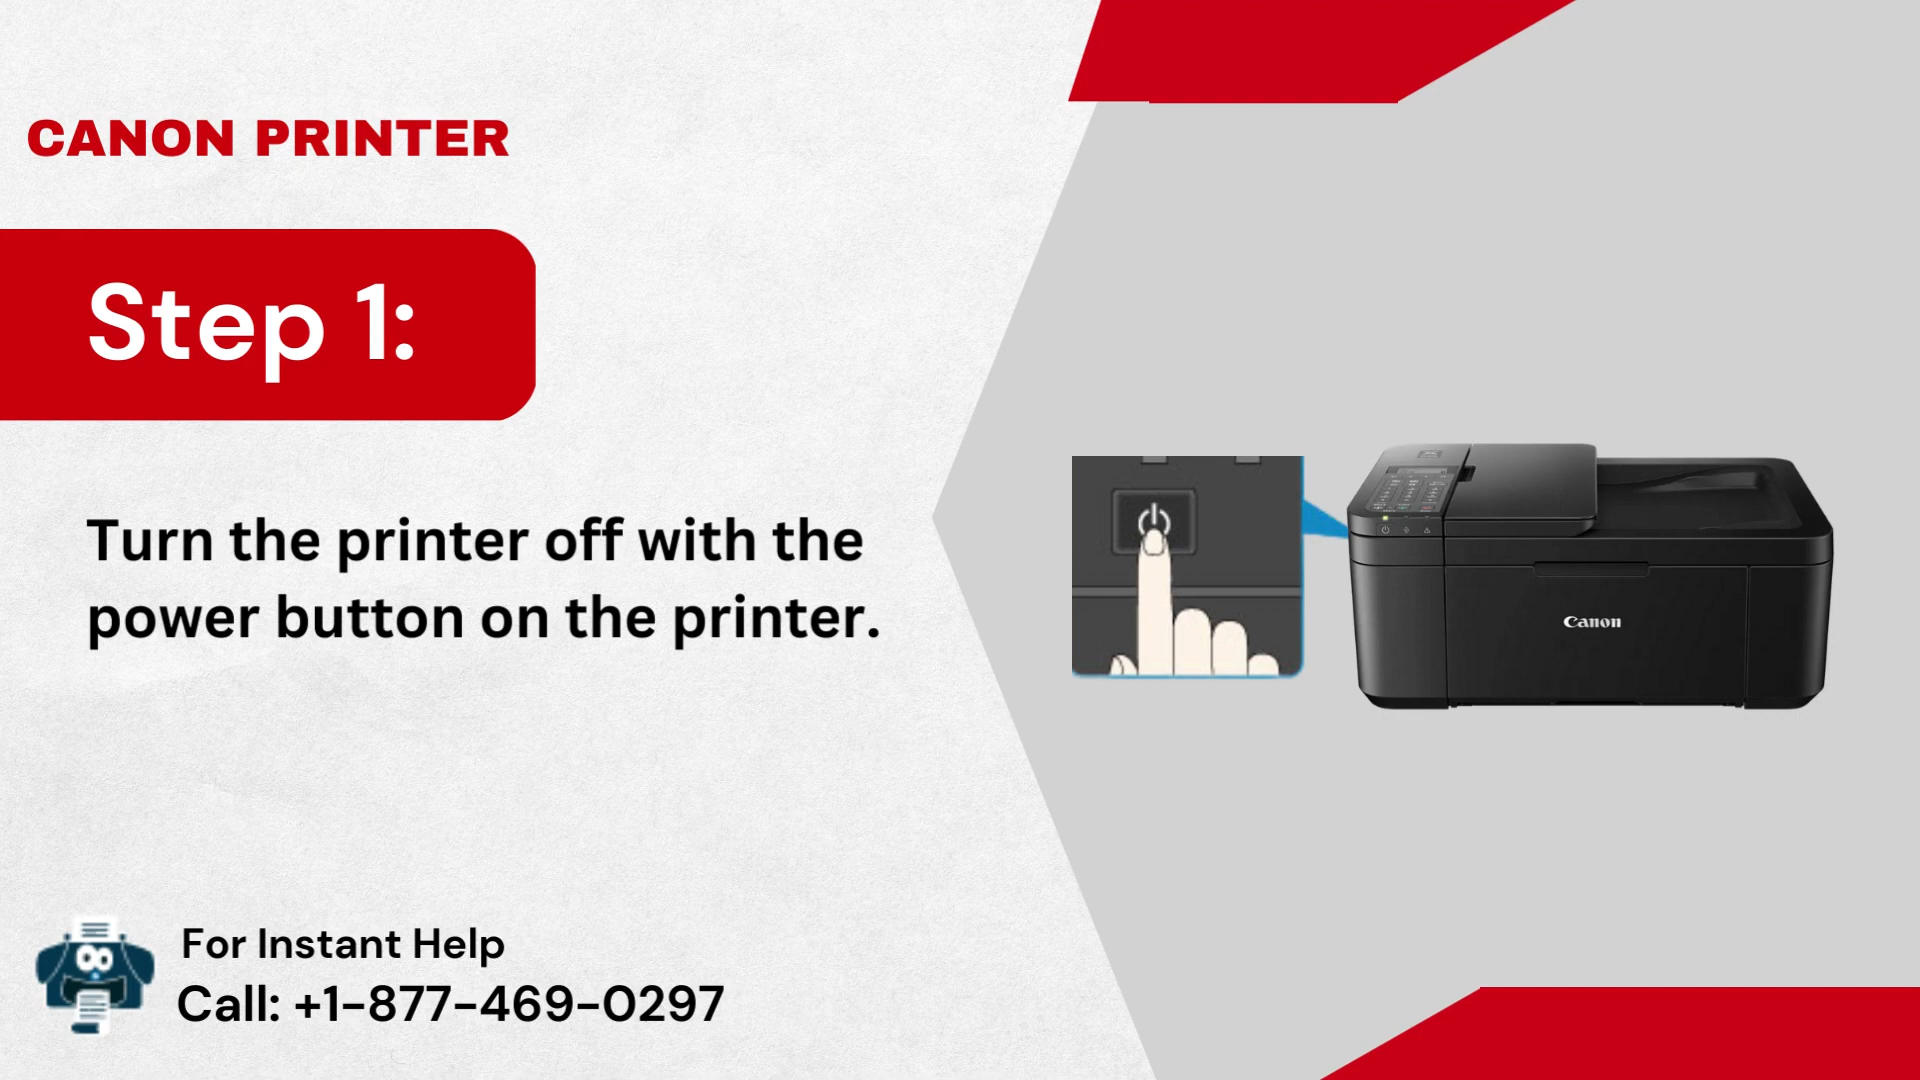 CANON PRINTER
Step 1:
Turn the printer off with the
power button on the printer.
Canon
For Instant Help
Call: +1-877-469-0297